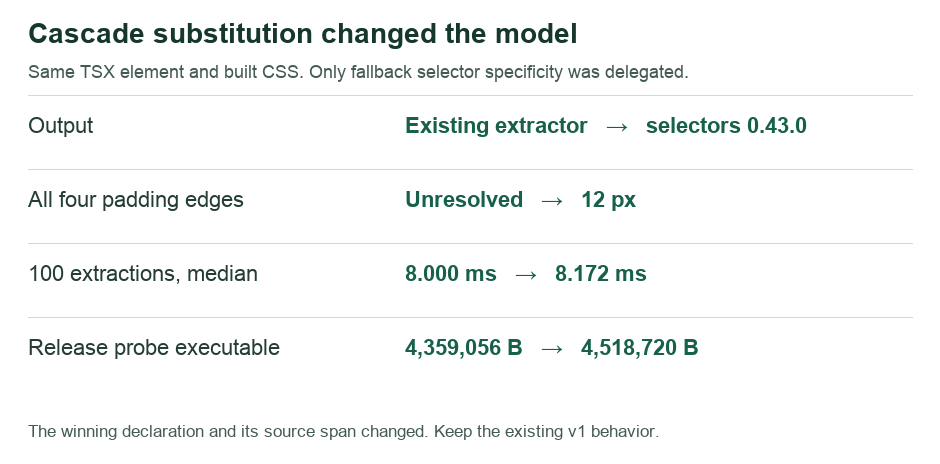 Cascade substitution changed the model
Same TSX element and built CSS. Only fallback selector specificity was delegated.
Output Existing extractor → selectors 0.43.0
All four padding edges Unresolved → 12 px
100 extractions, median 8.000 ms → 8.172 ms
Release probe executable 4,359,056 B → 4,518,720 B
The winning declaration and its source span changed. Keep the existing v1 behavior.